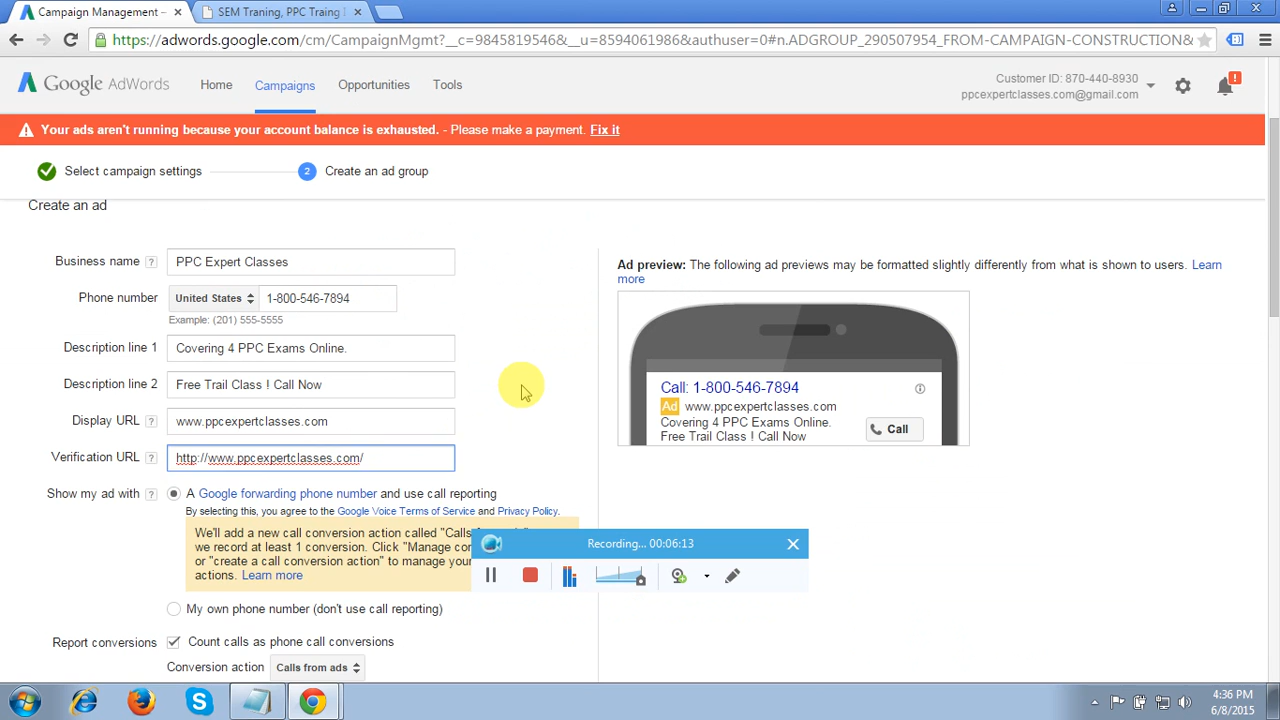 Campaign Management –
SEM Traning, PPC Traing I
https://adwords.google.com/cm/CampaignMgmt?__c=9845819546&__u=8594061986&authuser=0#n.ADGROUP_290507954_FROM-CAMPAIGN-CONSTRUCTION&
Google AdWords
Home
Campaigns
Opportunities
Tools
Customer ID: 870-440-8930
ppcexpertclasses.com@gmail.com
Your ads aren't running because your account balance is exhausted. - Please make a payment. Fix it
Select campaign settings
2 Create an ad group
Create an ad
Business name ? PPC Expert Classes
Phone number United States 1-800-546-7894
Example: (201) 555-5555
Description line 1 Covering 4 PPC Exams Online.
Description line 2 Free Trail Class ! Call Now
Display URL ? www.ppcexpertclasses.com
Verification URL ? http://www.ppcexpertclasses.com/
Show my ad with ? A Google forwarding phone number and use call reporting
By selecting this, you agree to the Google Voice Terms of Service and Privacy Policy.
We'll add a new call conversion action called "Calls
we record at least 1 conversion. Click "Manage
or "create a call conversion action" to manage your
actions. Learn more
My own phone number (don't use call reporting)
Report conversions Count calls as phone call conversions
Conversion action Calls from ads
Ad preview: The following ad previews may be formatted slightly differently from what is shown to users. Learn
more
Call: 1-800-546-7894
Ad www.ppcexpertclasses.com
Covering 4 PPC Exams Online.
Free Trail Class ! Call Now
Call
Recording... 00:06:13
4:36 PM
6/8/2015